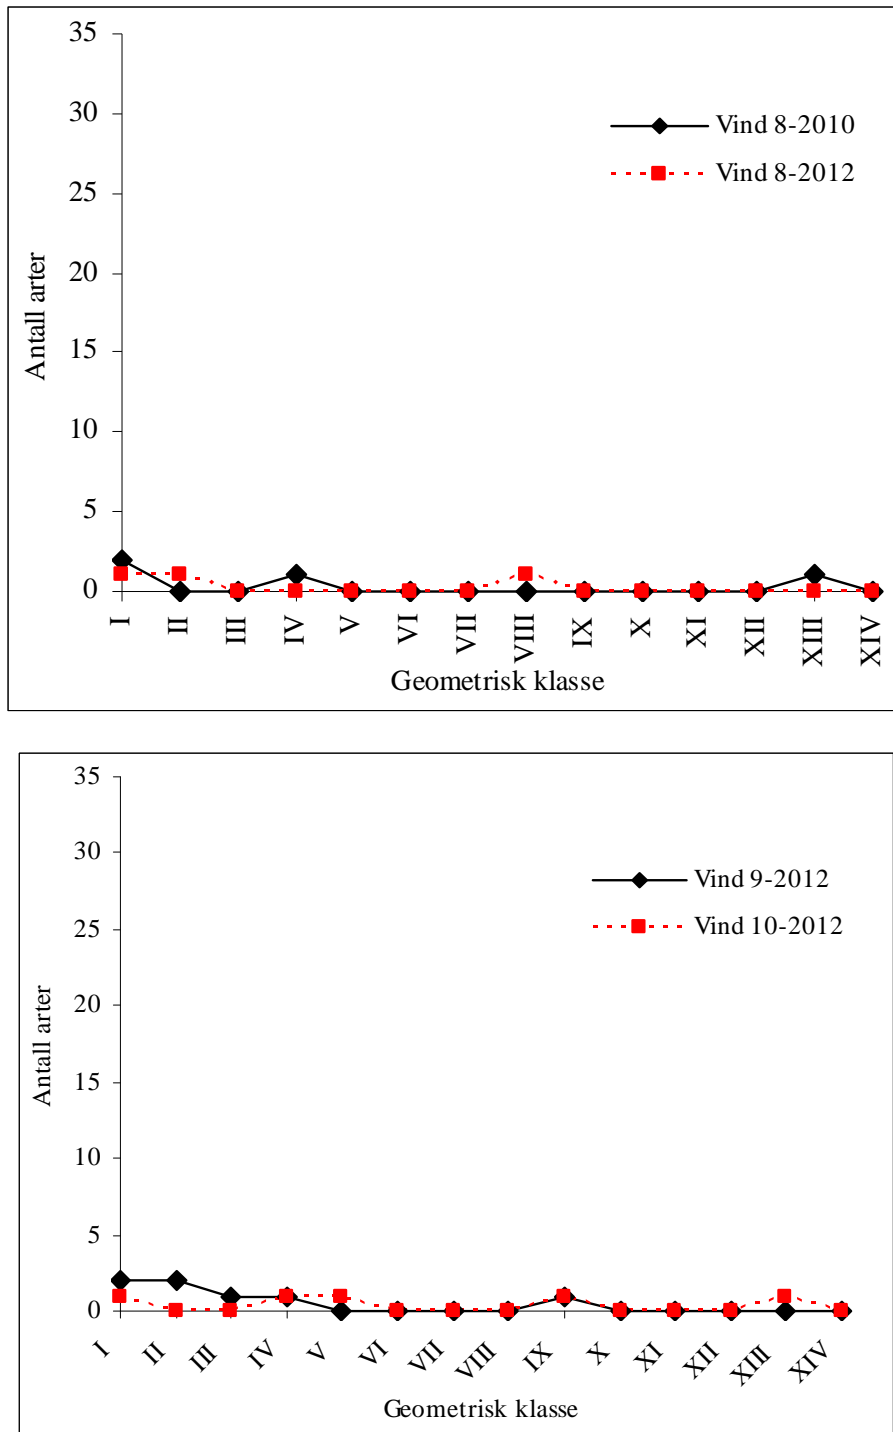 35
30
Vind 8-2010
25
Vind 8-2012
20
Antall arter
15
10
5
0
I II III IV V VI VII VIII IX X XI XII XIII XIV
Geometrisk klasse
35
30
Vind 9-2012
25
Vind 10-2012
20
Antall arter
15
10
5
0
I II III IV V VI VII VIII IX X XI XII XIII XIV
Geometrisk klasse